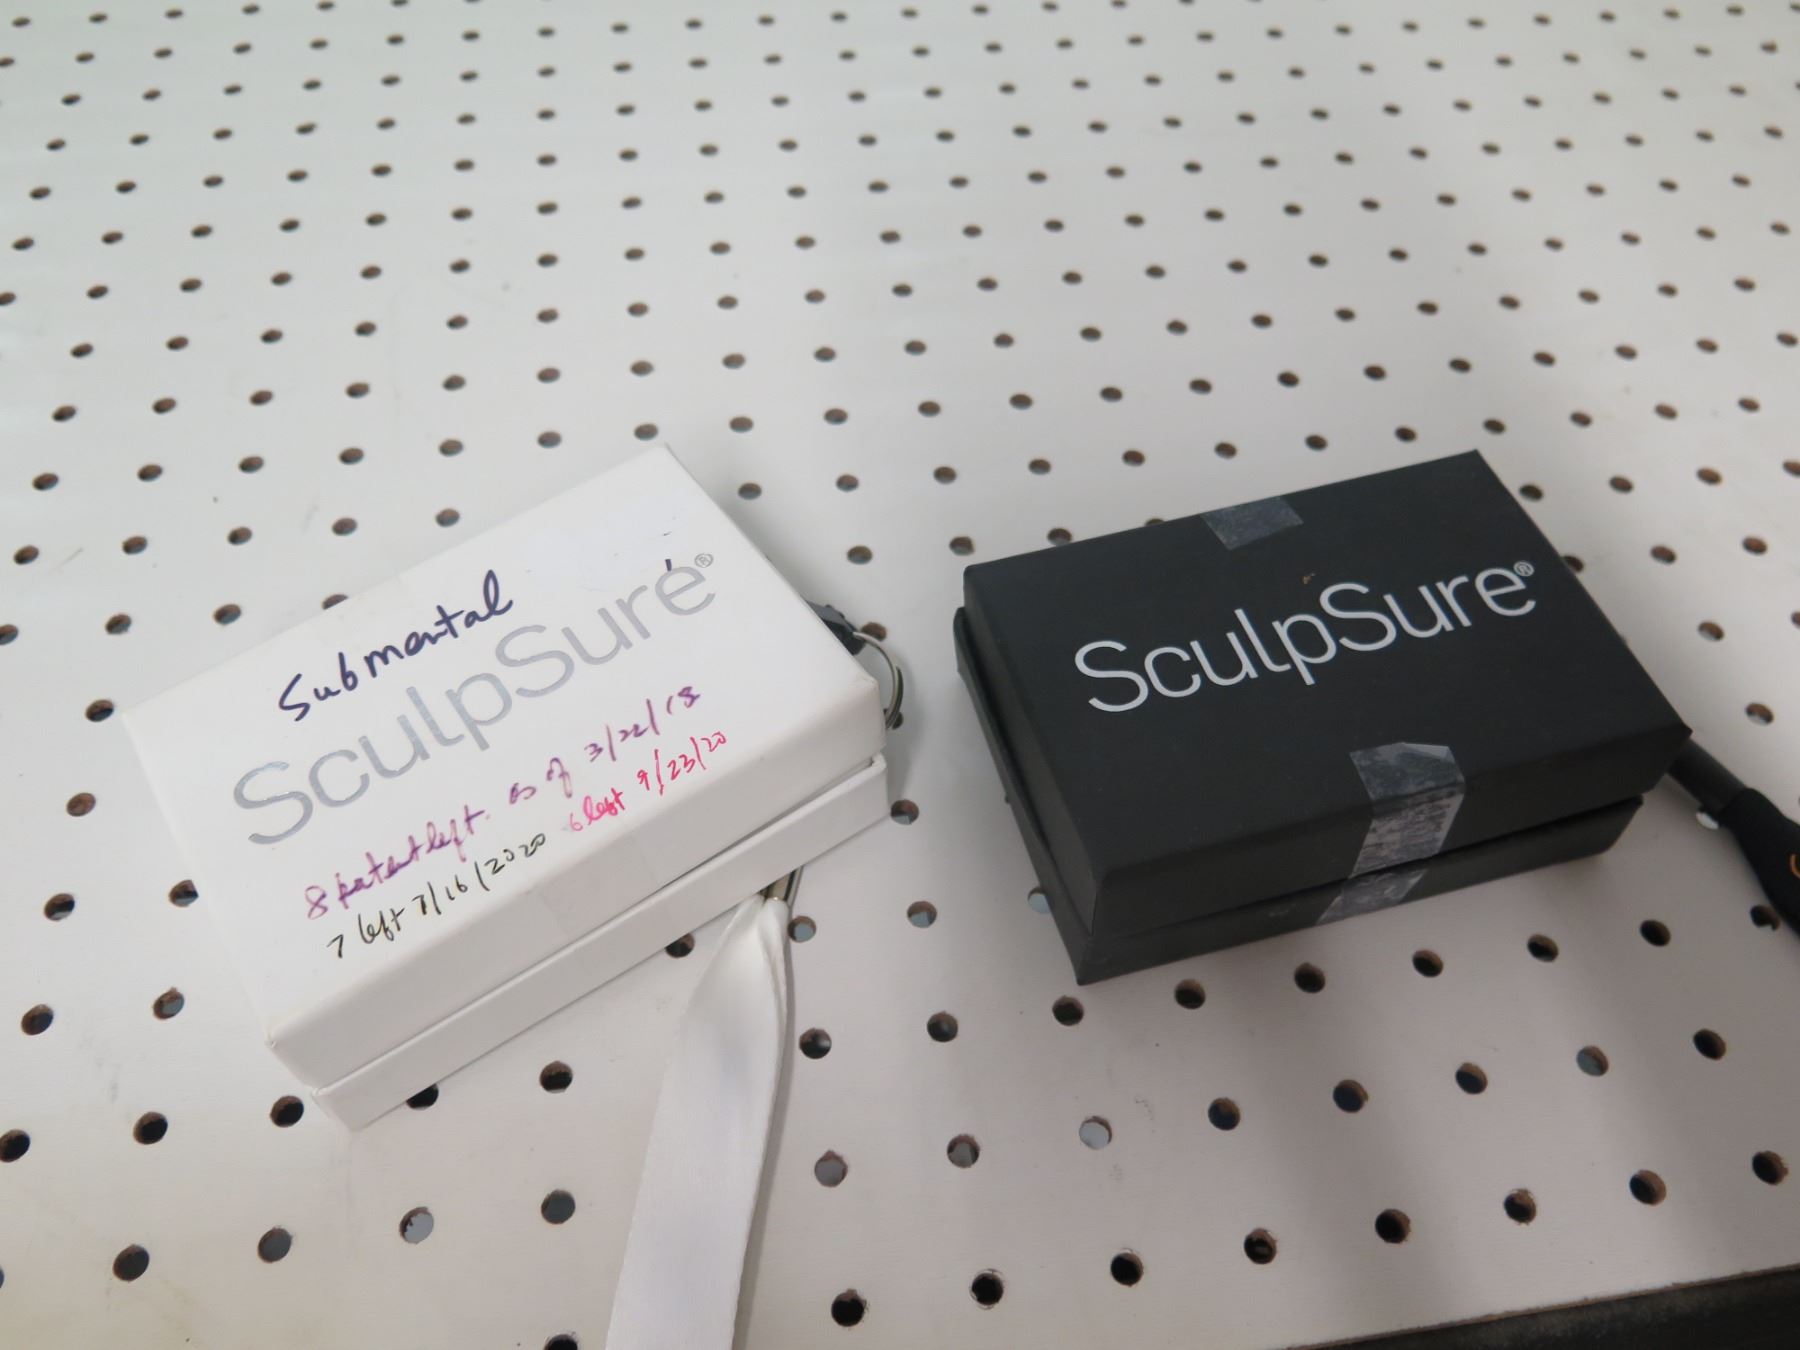 Submental
SculpSure®
8 patent left. as of 3/22/18
7 left 7/16/2020 6 left 9/23/20
SculpSure®